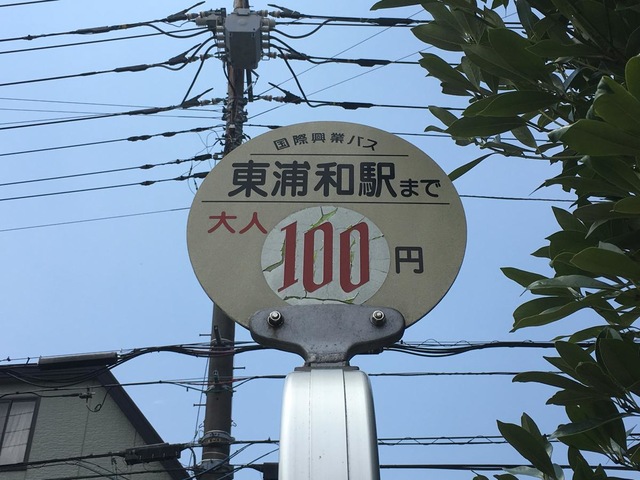 国際興業バス
東浦和駅まで
大人 100 円